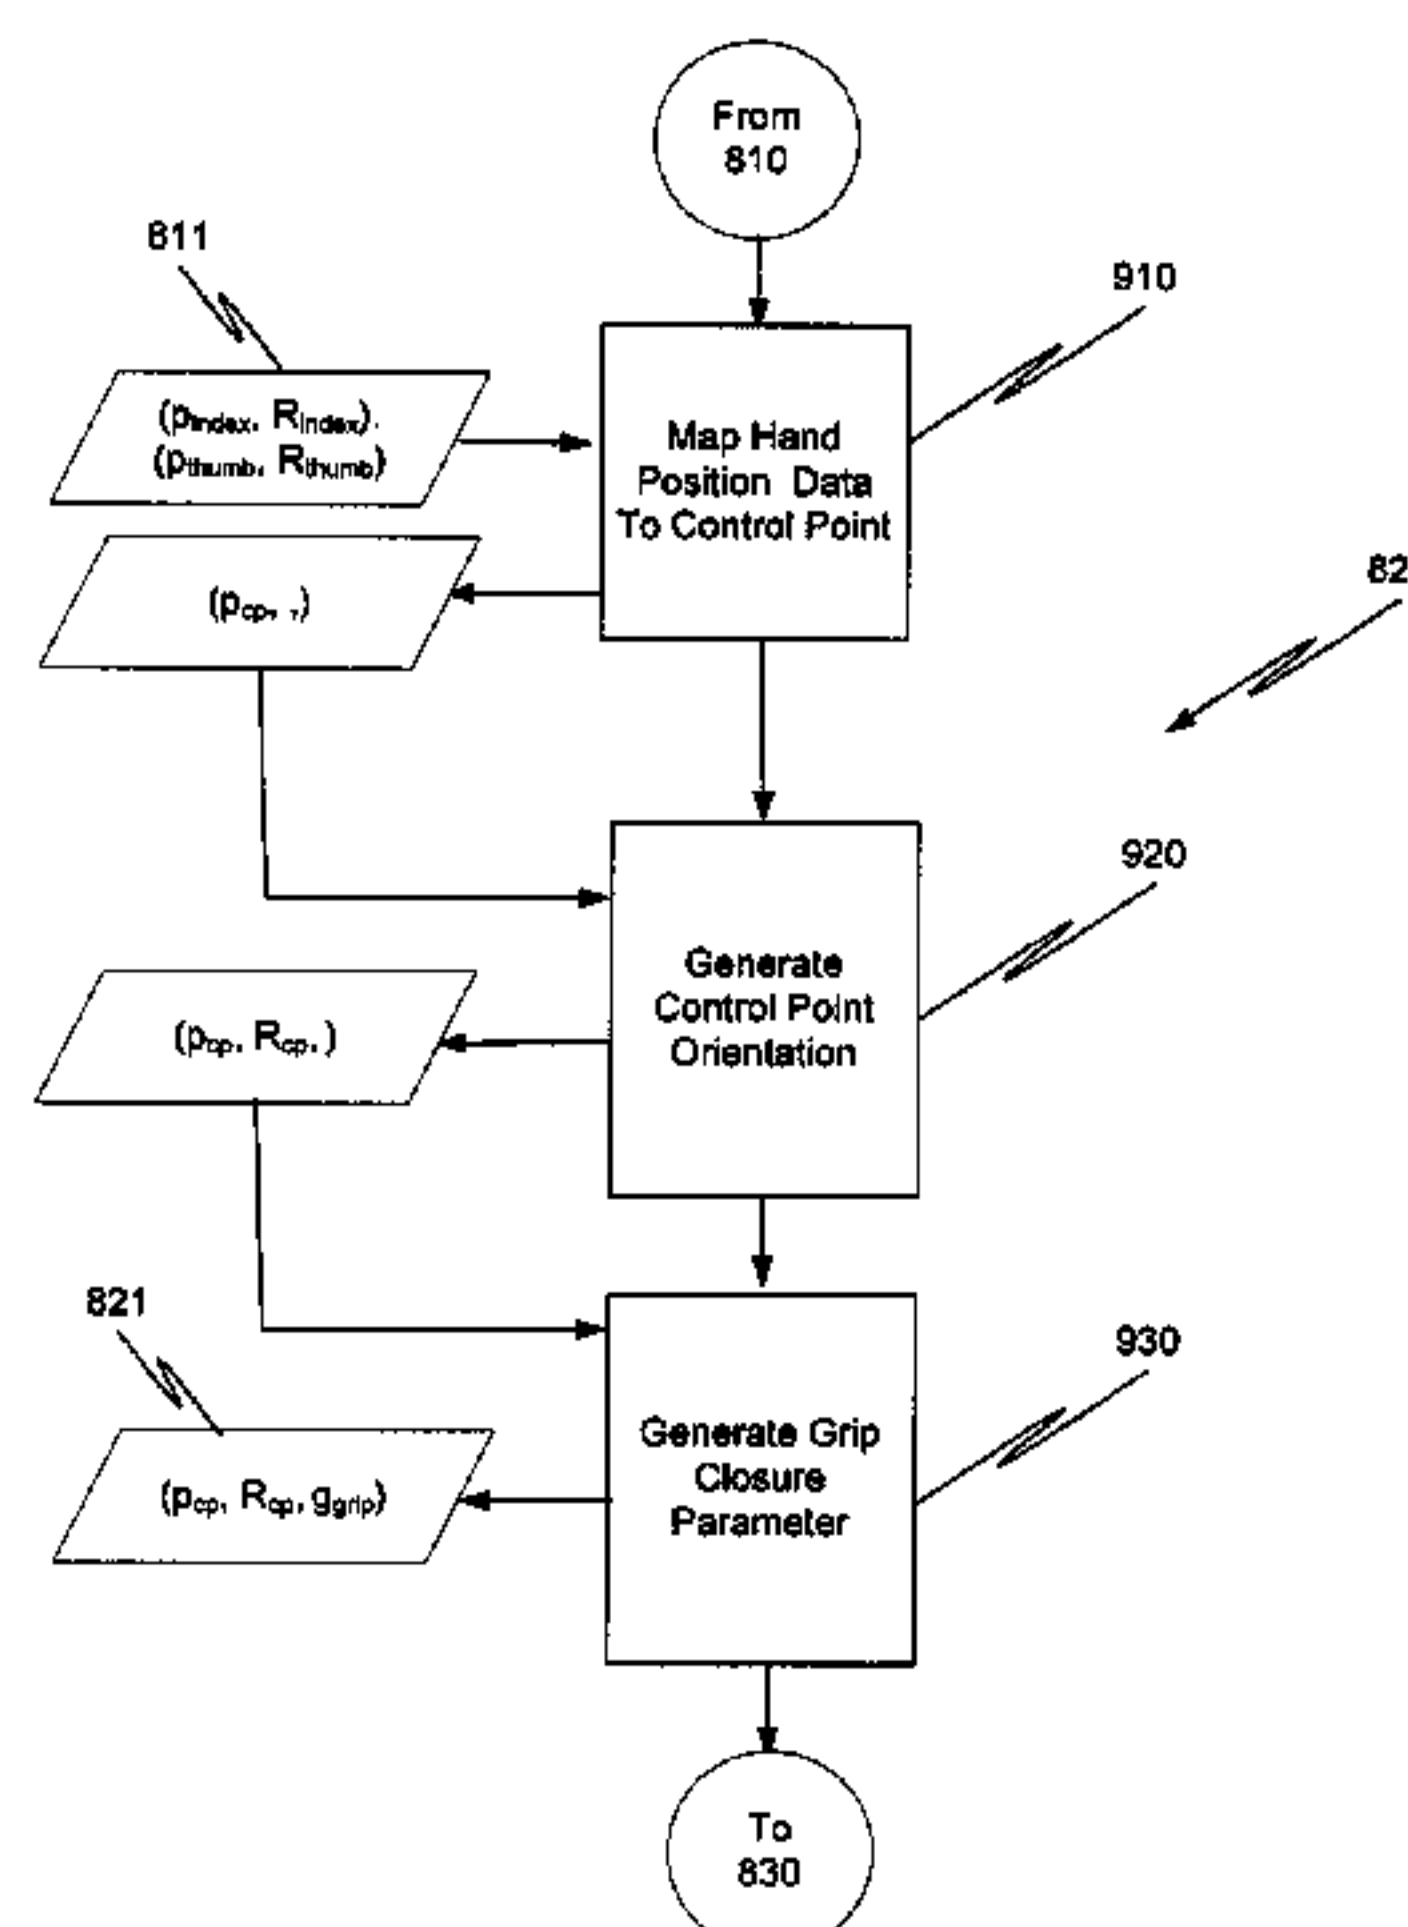 From
810
811
910
(pindex, Rindex),
(pthumb, Rthumb)
Map Hand
Position Data
To Control Point
(pcp, ,)
82
920
Generate
Control Point
Orientation
(pcp, Rcp, )
821
930
Generate Grip
Closure
Parameter
(pcp, Rcp, ggrip)
To
830